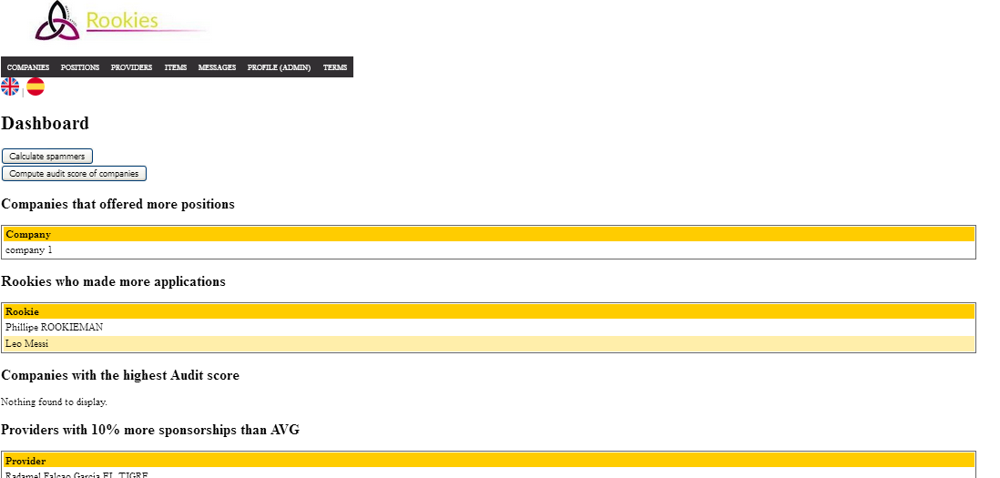 Rookies
COMPANIES POSITIONS PROVIDERS ITEMS MESSAGES PROFILE (ADMIN) TERMS
|
Dashboard
Calculate spammers
Compute audit score of companies
Companies that offered more positions
Company
company 1
Rookies who made more applications
Rookie
Phillipe ROOKIEMAN
Leo Messi
Companies with the highest Audit score
Nothing found to display.
Providers with 10% more sponsorships than AVG
Provider
Radamel Falcao Garcia EL TIGRE